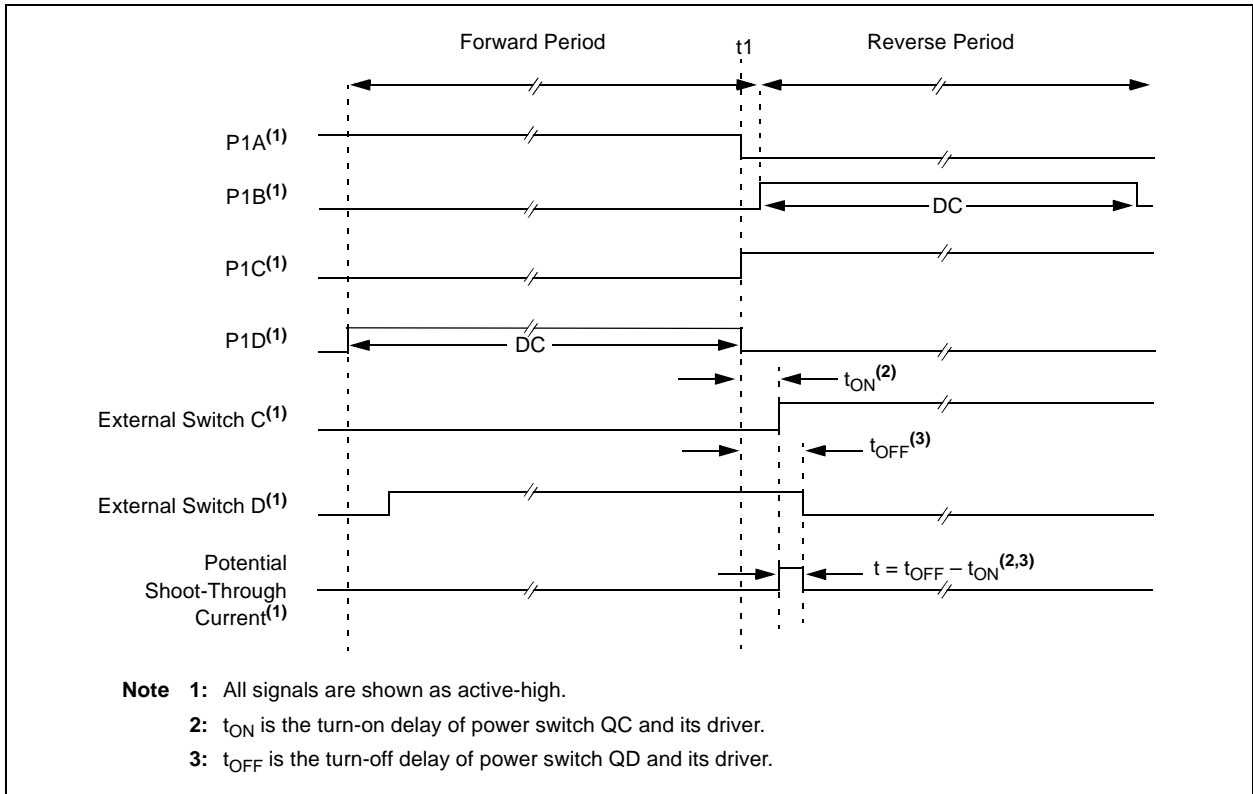 Forward Period
t1
Reverse Period
P1A(1)
P1B(1)
DC
P1C(1)
P1D(1)
DC
tON(2)
External Switch C(1)
tOFF(3)
External Switch D(1)
Potential
Shoot-Through
Current(1)
t = tOFF – tON(2,3)
Note 1: All signals are shown as active-high.
2: tON is the turn-on delay of power switch QC and its driver.
3: tOFF is the turn-off delay of power switch QD and its driver.